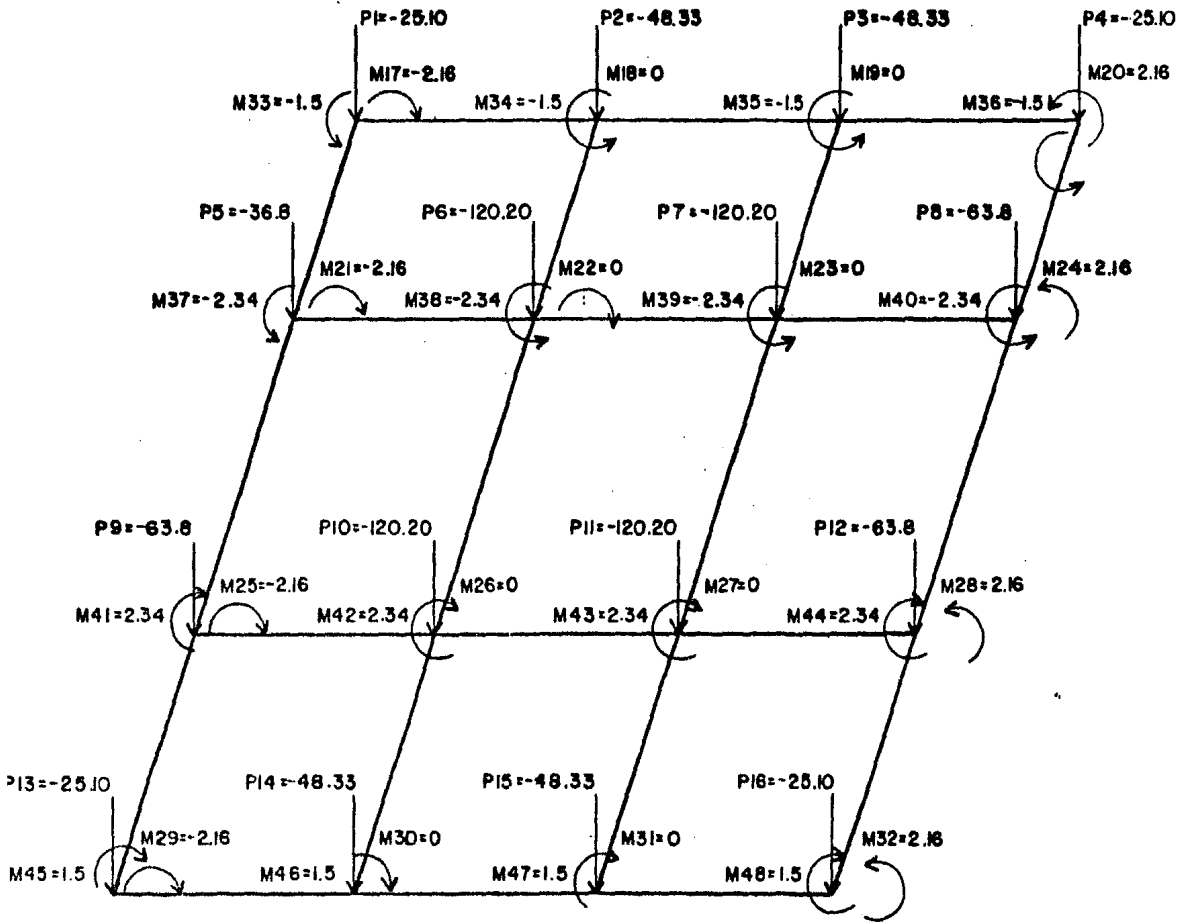 P1=-25.10 P2=-48.33 P3=-48.33 P4=-25.10
M17=-2.16 M18=0 M19=0 M20=2.16
M33=-1.5 M34=-1.5 M35=-1.5 M36=-1.5
P5=-36.8 P6=-120.20 P7=-120.20 P8=-63.8
M21=-2.16 M22=0 M23=0 M24=2.16
M37=-2.34 M38=-2.34 M39=-2.34 M40=-2.34
P9=-63.8 P10=-120.20 P11=-120.20 P12=-63.8
M25=-2.16 M26=0 M27=0 M28=2.16
M41=2.34 M42=2.34 M43=2.34 M44=2.34
P13=-25.10 P14=-48.33 P15=-48.33 P16=-25.10
M29=-2.16 M30=0 M31=0 M32=2.16
M45=1.5 M46=1.5 M47=1.5 M48=1.5